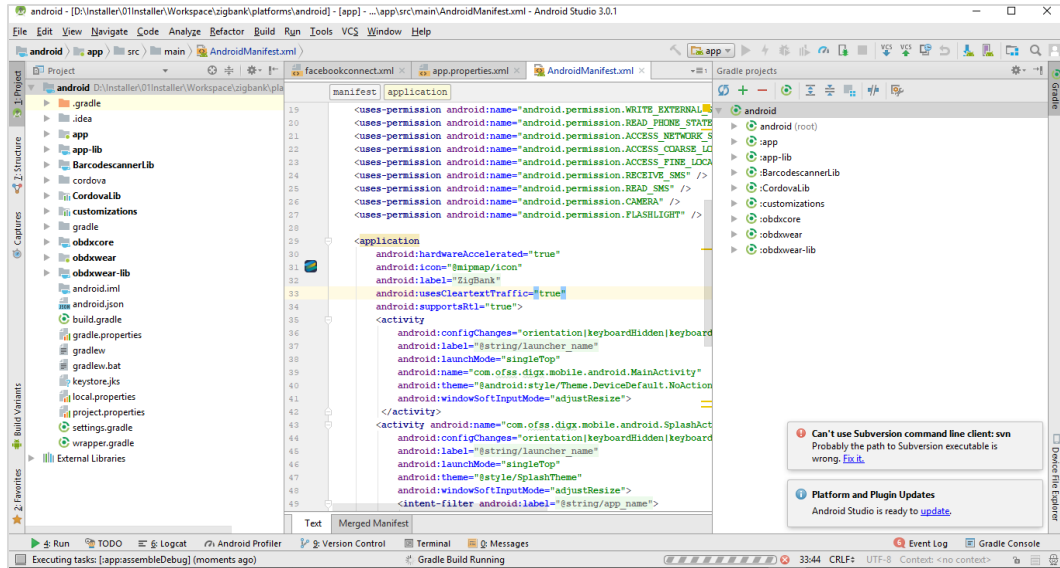 android - [D:\Installer\01Installer\Workspace\zigbank\platforms\android] - [app] - ...\app\src\main\AndroidManifest.xml - Android Studio 3.0.1
File Edit View Navigate Code Analyze Refactor Build Run Tools VCS Window Help
android app src main AndroidManifest.xml
app
VCS VCS
Project
facebookconnect.xml
app.properties.xml
AndroidManifest.xml
Gradle projects
1: Project
Z: Structure
Captures
Build Variants
2: Favorites
android D:\Installer\01Installer\Workspace\zigbank\pla
.gradle
.idea
app
app-lib
BarcodescannerLib
cordova
CordovaLib
customizations
gradle
obdxcore
obdxwear
obdxwear-lib
android.iml
android.json
build.gradle
gradle.properties
gradlew
gradlew.bat
keystore.jks
local.properties
project.properties
settings.gradle
wrapper.gradle
External Libraries
manifest application
19 <uses-permission android:name="android.permission.WRITE_EXTERNAL_S
20 <uses-permission android:name="android.permission.READ_PHONE_STATE
21 <uses-permission android:name="android.permission.ACCESS_NETWORK_S
22 <uses-permission android:name="android.permission.ACCESS_COARSE_LO
23 <uses-permission android:name="android.permission.ACCESS_FINE_LOCA
24 <uses-permission android:name="android.permission.RECEIVE_SMS" />
25 <uses-permission android:name="android.permission.READ_SMS" />
26 <uses-permission android:name="android.permission.CAMERA" />
27 <uses-permission android:name="android.permission.FLASHLIGHT" />
28
29 <application
30 android:hardwareAccelerated="true"
31 android:icon="@mipmap/icon"
32 android:label="ZigBank"
33 android:usesCleartextTraffic="true"
34 android:supportsRtl="true">
35 <activity
36 android:configChanges="orientation|keyboardHidden|keyboard
37 android:label="@string/launcher_name"
38 android:launchMode="singleTop"
39 android:name="com.ofss.digx.mobile.android.MainActivity"
40 android:theme="@android:style/Theme.DeviceDefault.NoAction
41 android:windowSoftInputMode="adjustResize">
42 </activity>
43 <activity android:name="com.ofss.digx.mobile.android.SplashAct
44 android:configChanges="orientation|keyboardHidden|keyboard
45 android:label="@string/launcher_name"
46 android:launchMode="singleTop"
47 android:theme="@style/SplashTheme"
48 android:windowSoftInputMode="adjustResize">
49 <intent-filter android:label="@string/app_name">
Text Merged Manifest
android
android (root)
:app
:app-lib
:BarcodescannerLib
:CordovaLib
:customizations
:obdxcore
:obdxwear
:obdxwear-lib
Gradle
Device File Explorer
Can't use Subversion command line client: svn
Probably the path to Subversion executable is
wrong. Fix it.
Platform and Plugin Updates
Android Studio is ready to update.
4: Run TODO 6: Logcat Android Profiler 9: Version Control Terminal 0: Messages Event Log Gradle Console
Executing tasks: [:app:assembleDebug] (moments ago) Gradle Build Running 33:44 CRLF÷ UTF-8 Context: <no context>